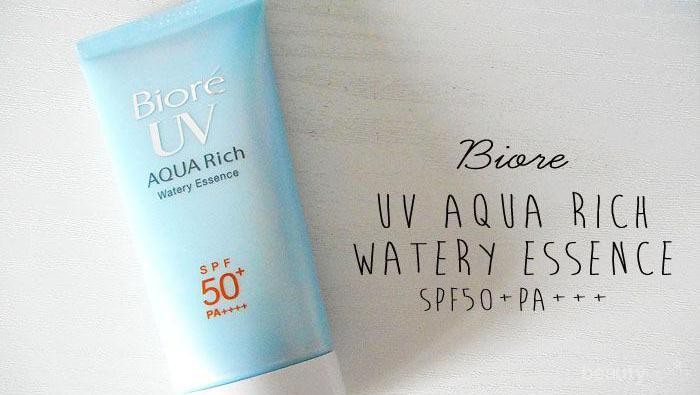 Bioré
UV
AQUA Rich
Watery Essence
SPF
50+
PA++++
Biore
UV AQUA RICH
WATERY ESSENCE
SPF50+PA+++
beauty